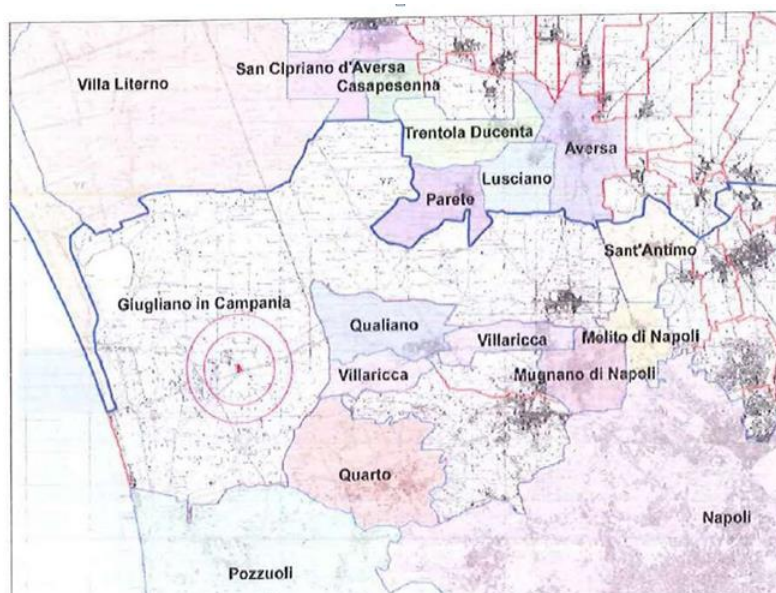 San Cipriano d'Aversa
Villa Literno
Casapesenna
Trentola Ducenta
Aversa
Lusciano
Parete
Sant'Antimo
Giugliano in Campania
Qualiano
Villaricca
Melito di Napoli
Villaricca
Mugnano di Napoli
Quarto
Napoli
Pozzuoli